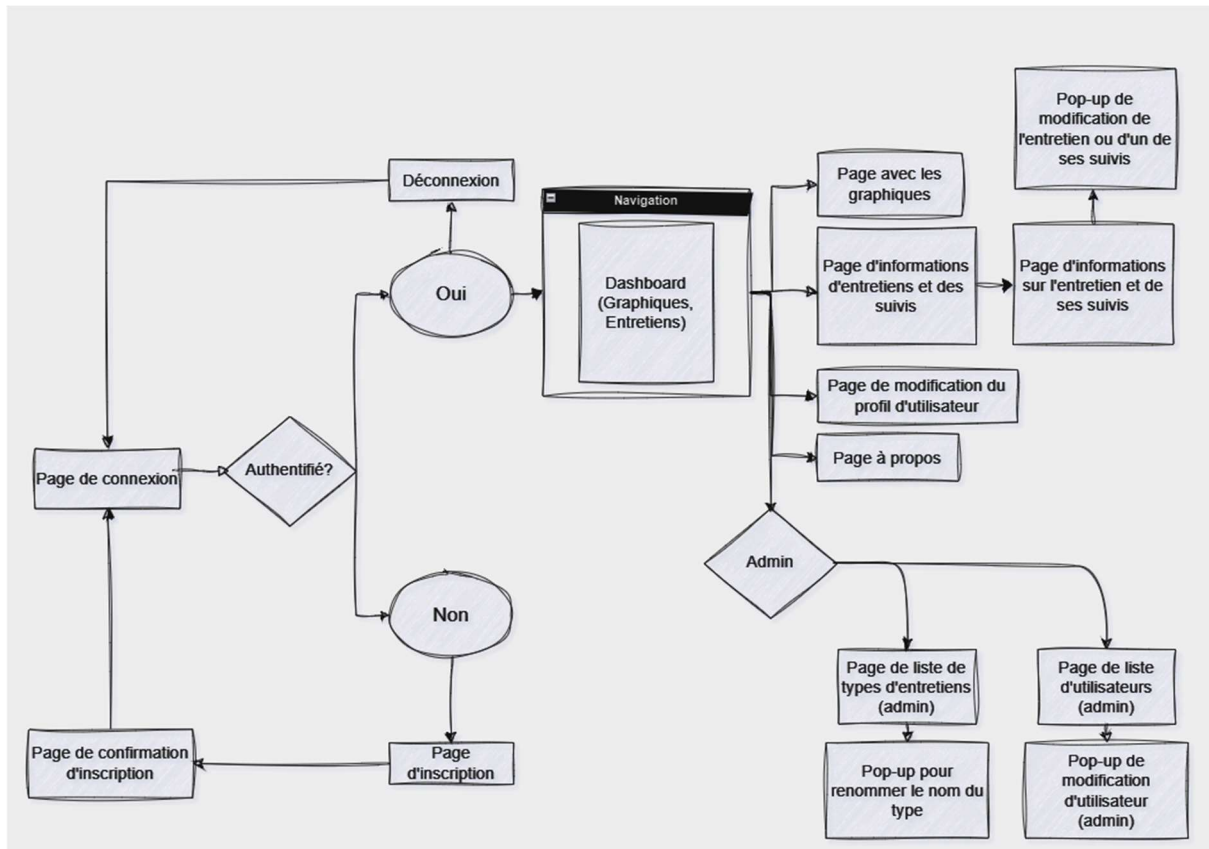 Pop-up de
modification de
l'entretien ou d'un de
ses suivis
Déconnexion
Page avec les
graphiques
Navigation
Oui
Dashboard
(Graphiques,
Entretiens)
Page d'informations
d'entretiens et des
suivis
Page d'informations
sur l'entretien et de
ses suivis
Page de modification du
profil d'utilisateur
Page à propos
Page de connexion
Authentifié?
Admin
Non
Page de liste de
types d'entretiens
(admin)
Page de liste
d'utilisateurs
(admin)
Page de confirmation
d'inscription
Page
d'inscription
Pop-up pour
renommer le nom du
type
Pop-up de
modification
d'utilisateur
(admin)